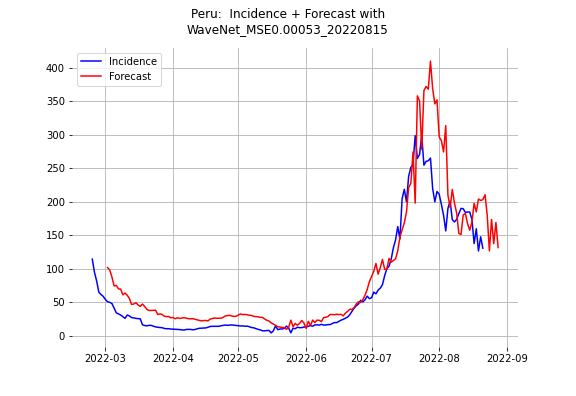 Peru:  Incidence + Forecast with
WaveNet_MSE0.00053_20220815
Incidence
Forecast
400
350
300
250
200
150
100
50
0
2022-03 2022-04 2022-05 2022-06 2022-07 2022-08 2022-09